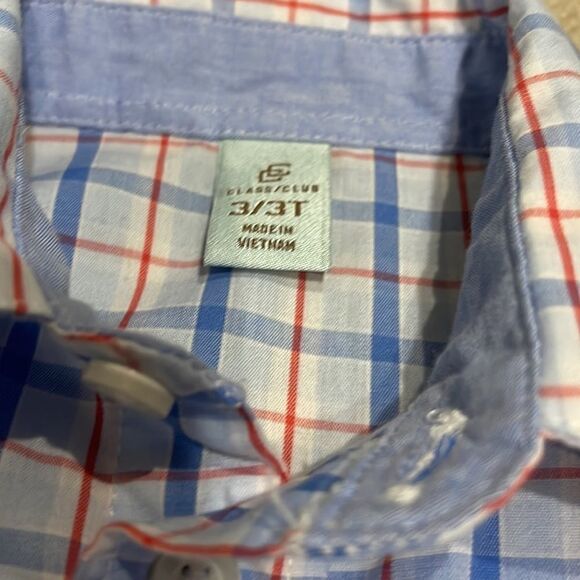 CLASS/CLUB
3/3T
MADE IN
VIETNAM